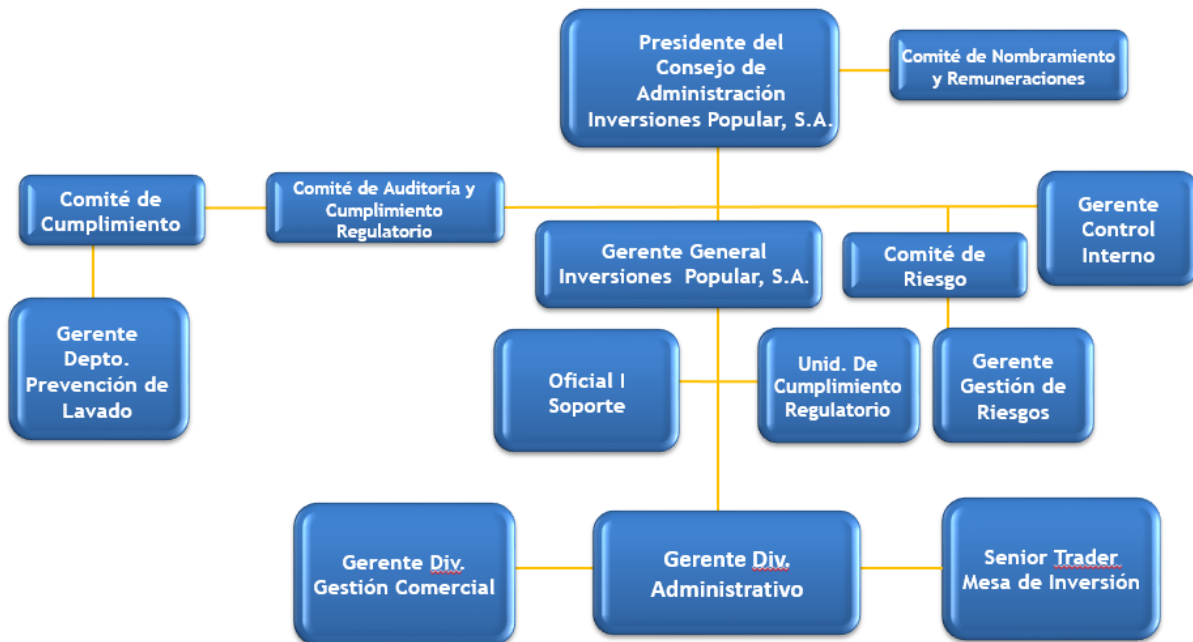 Presidente del
Consejo de
Administración
Inversiones Popular, S.A.
Comité de Nombramiento
y Remuneraciones
Comité de
Cumplimiento
Comité de Auditoría y
Cumplimiento
Regulatorio
Gerente General
Inversiones Popular, S.A.
Comité de
Riesgo
Gerente
Control
Interno
Gerente
Depto.
Prevención de
Lavado
Oficial I
Soporte
Unid. De
Cumplimiento
Regulatorio
Gerente
Gestión de
Riesgos
Gerente Div.
Gestión Comercial
Gerente Div.
Administrativo
Senior Trader
Mesa de Inversión